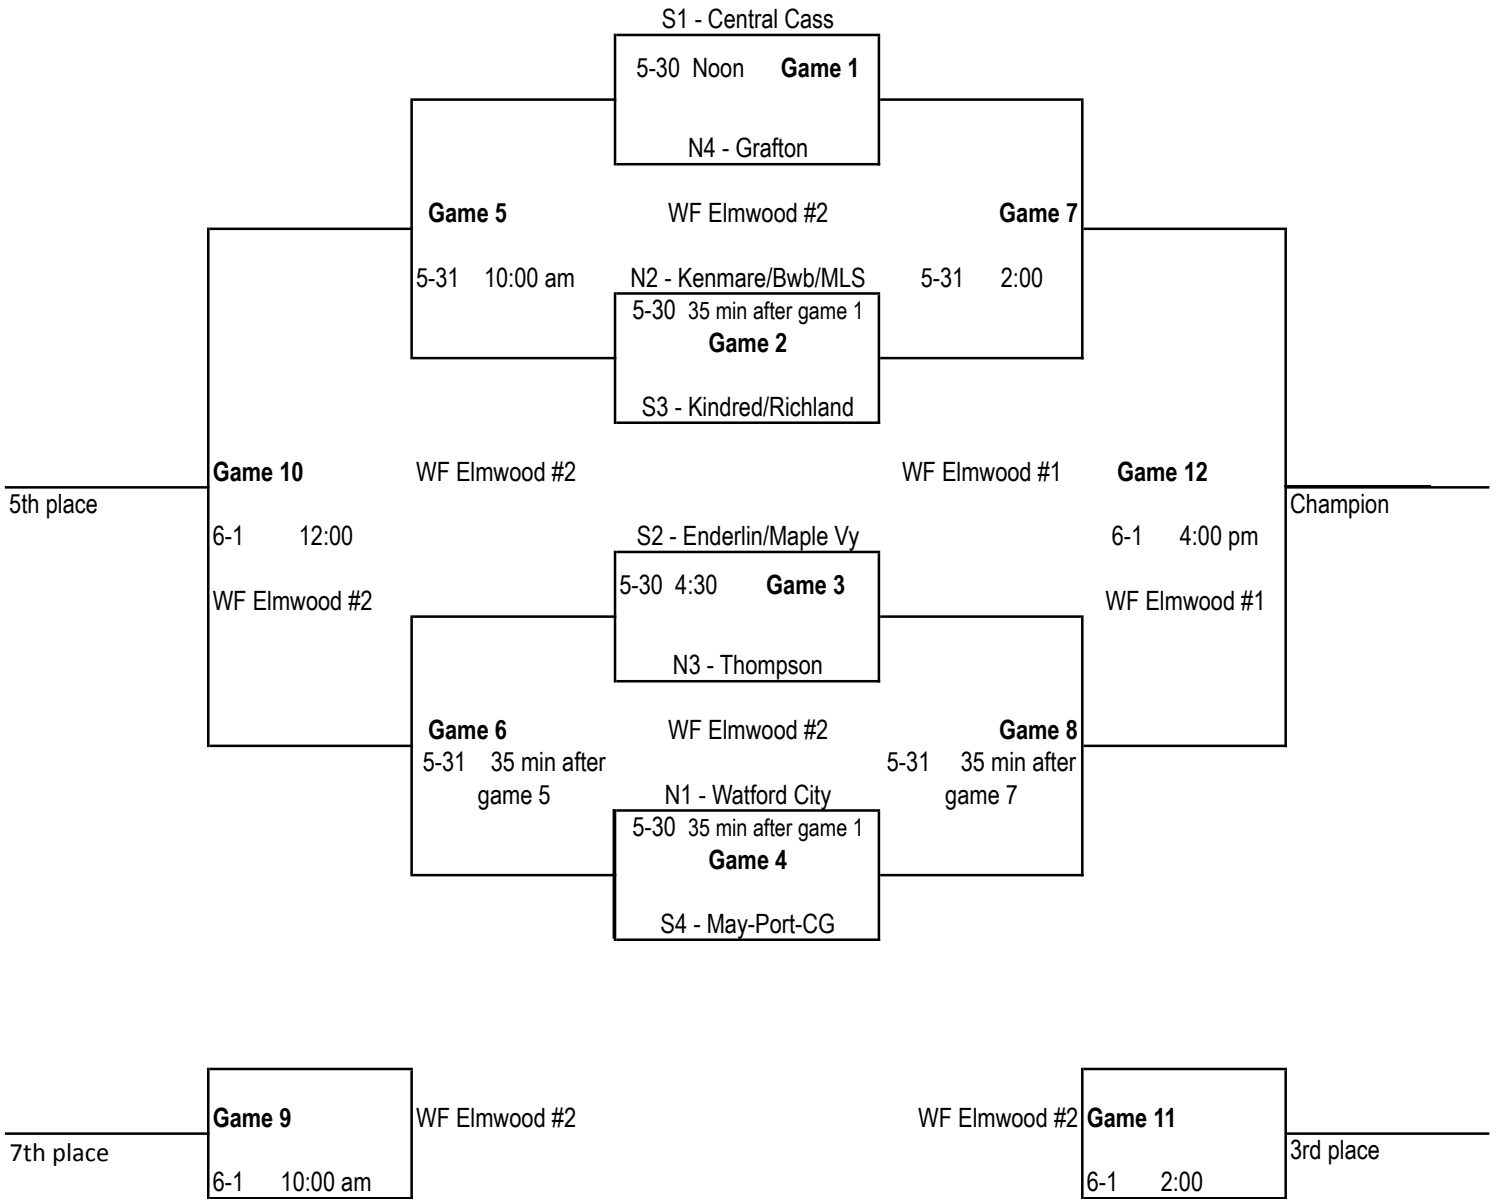 S1 - Central Cass
5-30 Noon Game 1
N4 - Grafton
Game 5 WF Elmwood #2 Game 7
5-31 10:00 am N2 - Kenmare/Bwb/MLS 5-31 2:00
5-30 35 min after game 1
Game 2
S3 - Kindred/Richland
Game 10 WF Elmwood #2 WF Elmwood #1 Game 12
5th place Champion
6-1 12:00 S2 - Enderlin/Maple Vy 6-1 4:00 pm
5-30 4:30 Game 3
WF Elmwood #2 WF Elmwood #1
N3 - Thompson
Game 6 WF Elmwood #2 Game 8
5-31 35 min after 5-31 35 min after
game 5 N1 - Watford City game 7
5-30 35 min after game 1
Game 4
S4 - May-Port-CG
Game 9 WF Elmwood #2 WF Elmwood #2 Game 11
7th place 3rd place
6-1 10:00 am 6-1 2:00